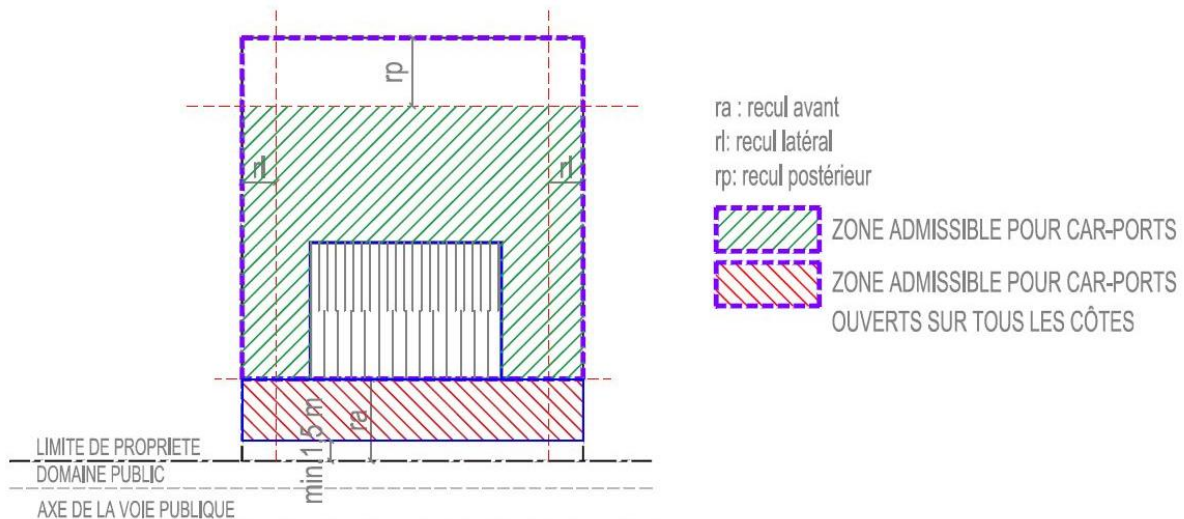 rp
rl
rl
ra
min.1,5 m
LIMITE DE PROPRIETE
DOMAINE PUBLIC
AXE DE LA VOIE PUBLIQUE
ra : recul avant
rl: recul latéral
rp: recul postérieur
ZONE ADMISSIBLE POUR CAR-PORTS
ZONE ADMISSIBLE POUR CAR-PORTS
OUVERTS SUR TOUS LES CÔTES